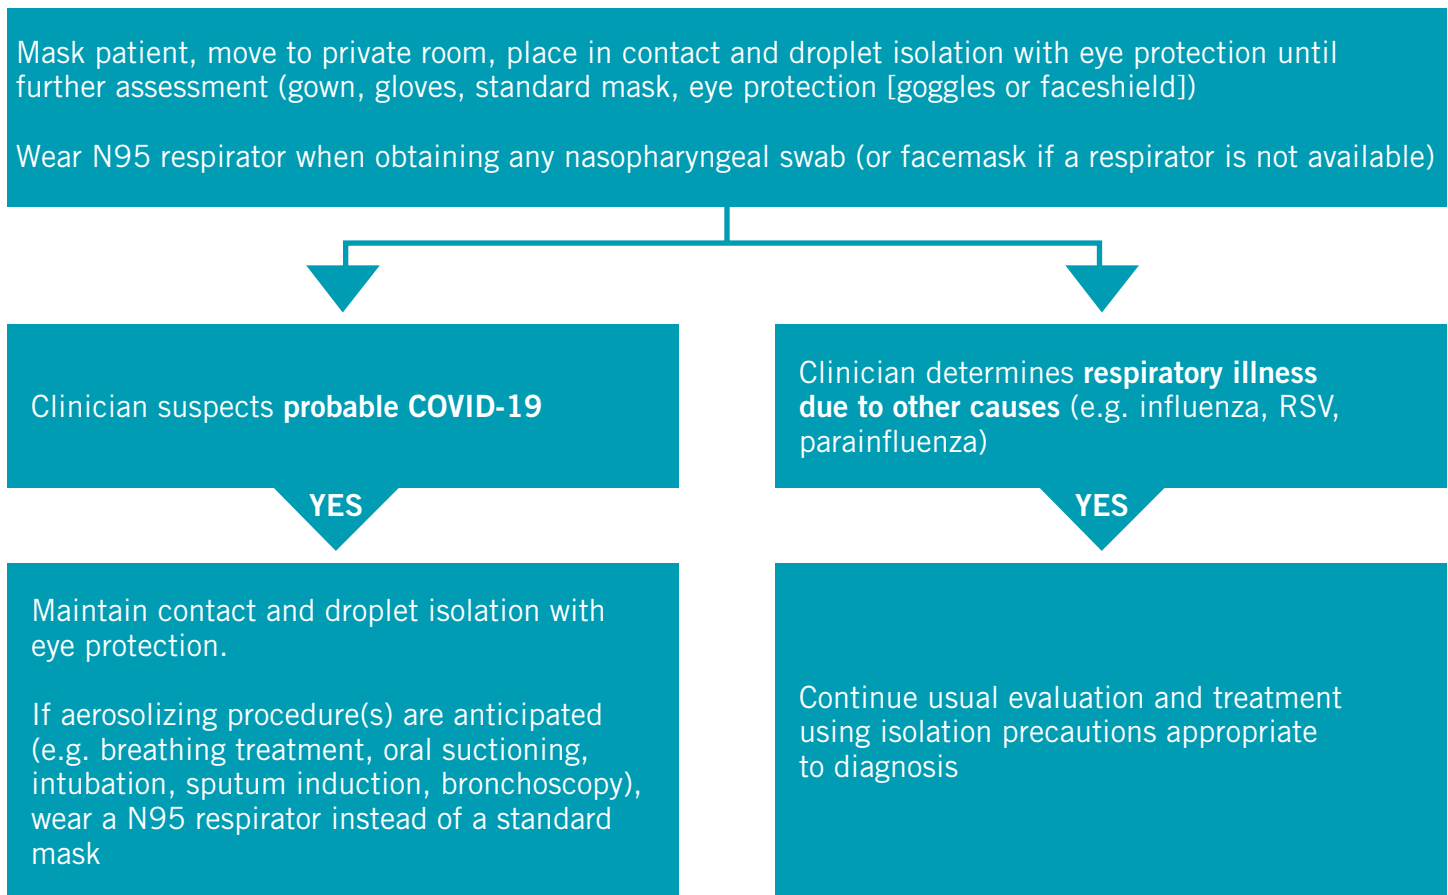 Mask patient, move to private room, place in contact and droplet isolation with eye protection until
further assessment (gown, gloves, standard mask, eye protection [goggles or faceshield])
Wear N95 respirator when obtaining any nasopharyngeal swab (or facemask if a respirator is not available)
Clinician suspects probable COVID-19
YES
Maintain contact and droplet isolation with
eye protection.
If aerosolizing procedure(s) are anticipated
(e.g. breathing treatment, oral suctioning,
intubation, sputum induction, bronchoscopy),
wear a N95 respirator instead of a standard
mask
Clinician determines respiratory illness
due to other causes (e.g. influenza, RSV,
parainfluenza)
YES
Continue usual evaluation and treatment
using isolation precautions appropriate
to diagnosis